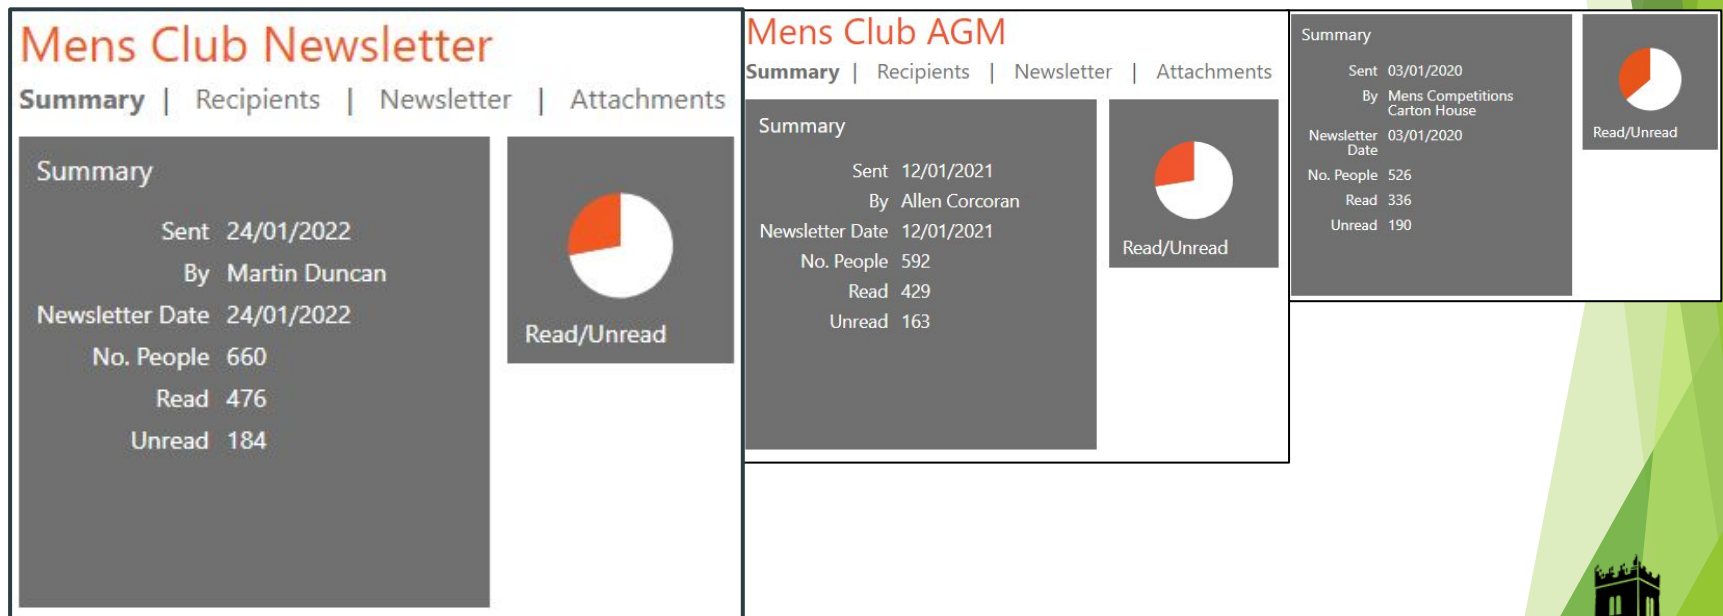 Mens Club Newsletter
Summary | Recipients | Newsletter | Attachments
Summary
Sent 24/01/2022
By Martin Duncan
Newsletter Date 24/01/2022
No. People 660
Read 476
Unread 184
Read/Unread
Mens Club AGM
Summary | Recipients | Newsletter | Attachments
Summary
Sent 12/01/2021
By Allen Corcoran
Newsletter Date 12/01/2021
No. People 592
Read 429
Unread 163
Read/Unread
Summary
Sent 03/01/2020
By Mens Competitions
Carton House
Newsletter 03/01/2020
Date
No. People 526
Read 336
Unread 190
Read/Unread